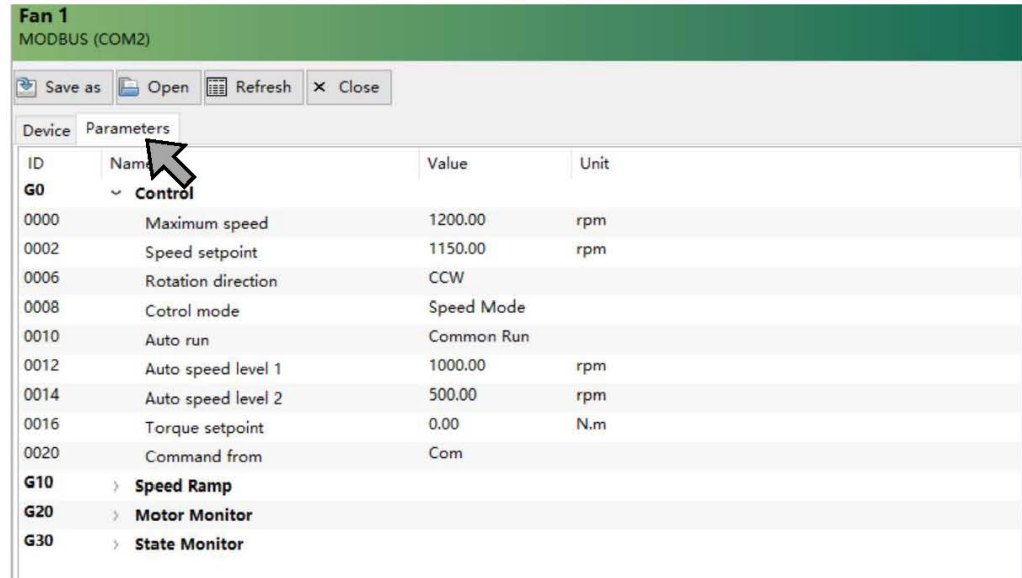 Fan 1
MODBUS (COM2)
Save as Open Refresh × Close
Device Parameters
ID Name Value Unit
G0 Control
0000 Maximum speed 1200.00 rpm
0002 Speed setpoint 1150.00 rpm
0006 Rotation direction CCW
0008 Cotrol mode Speed Mode
0010 Auto run Common Run
0012 Auto speed level 1 1000.00 rpm
0014 Auto speed level 2 500.00 rpm
0016 Torque setpoint 0.00 N.m
0020 Command from Com
G10 Speed Ramp
G20 Motor Monitor
G30 State Monitor